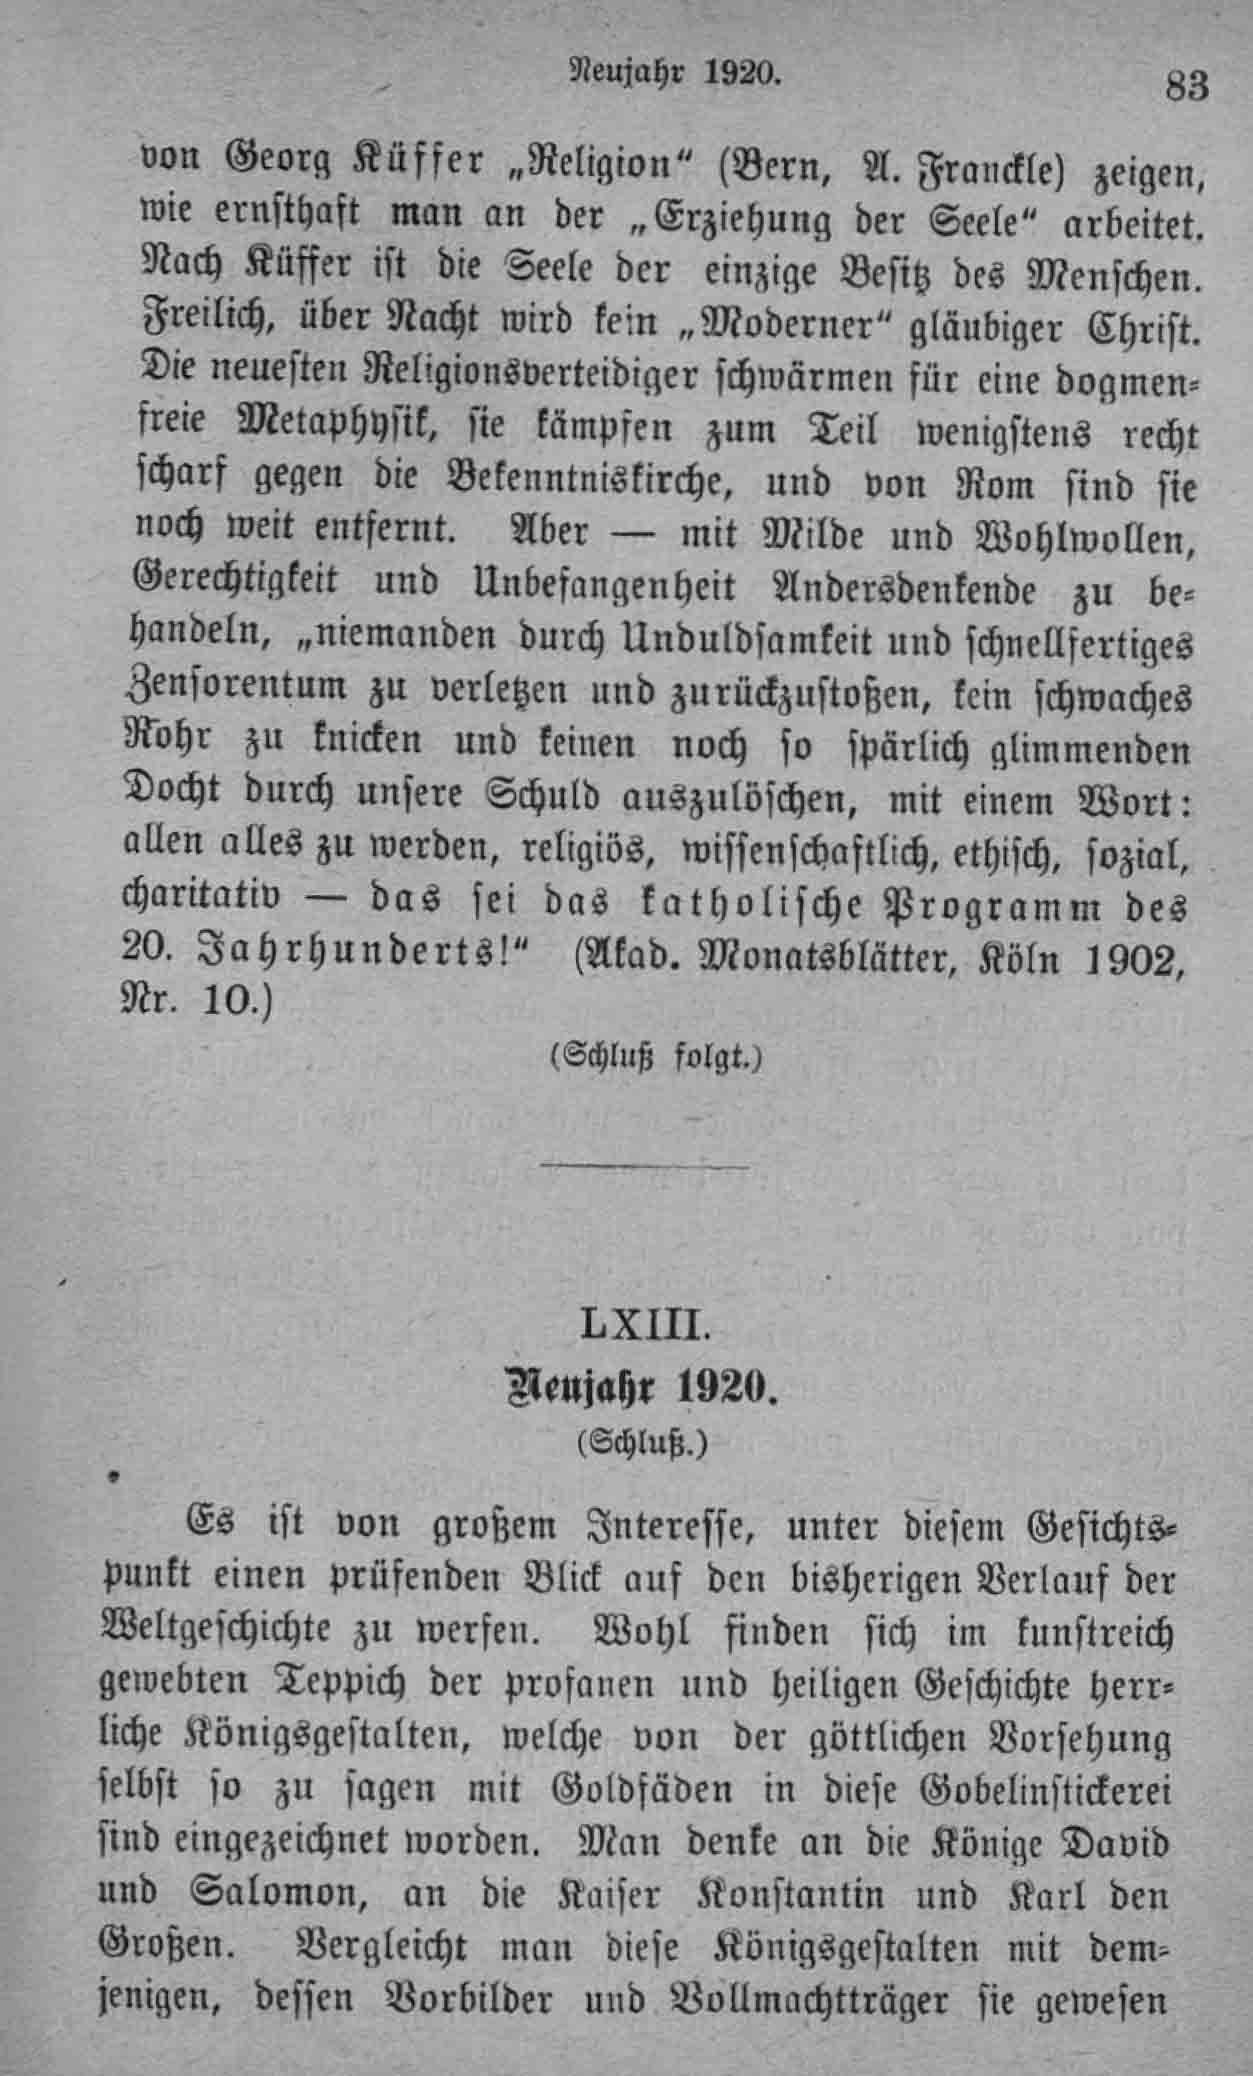 Neujahr 1920.
83
von Georg Küffer „Religion“ (Bern, A. Franckle) zeigen,
wie ernsthaft man an der „Erziehung der Seele“ arbeitet.
Nach Küffer ist die Seele der einzige Besitz des Menschen.
Freilich, über Nacht wird kein „Moderner“ gläubiger Christ.
Die neuesten Religionsverteidiger schwärmen für eine dogmen-
freie Metaphysik, sie kämpfen zum Teil wenigstens recht
scharf gegen die Bekenntniskirche, und von Rom sind sie
noch weit entfernt. Aber — mit Milde und Wohlwollen,
Gerechtigkeit und Unbefangenheit Andersdenkende zu be-
handeln, „niemanden durch Unduldsamkeit und schnellfertiges
Zensorentum zu verletzen und zurückzustoßen, kein schwaches
Rohr zu knicken und keinen noch so spärlich glimmenden
Docht durch unsere Schuld auszulöschen, mit einem Wort:
allen alles zu werden, religiös, wissenschaftlich, ethisch, sozial,
charitativ — das sei das katholische Programm des
20. Jahrhunderts!“ (Akad. Monatsblätter, Köln 1902,
Nr. 10.)
(Schluß folgt.)
LXIII.
Neujahr 1920.
(Schluß.)
Es ist von großem Interesse, unter diesem Gesichts-
punkt einen prüfenden Blick auf den bisherigen Verlauf der
Weltgeschichte zu werfen. Wohl finden sich im kunstreich
gewebten Teppich der profanen und heiligen Geschichte herr-
liche Königsgestalten, welche von der göttlichen Vorsehung
selbst so zu sagen mit Goldfäden in diese Gobelinstickerei
sind eingezeichnet worden. Man denke an die Könige David
und Salomon, an die Kaiser Konstantin und Karl den
Großen. Vergleicht man diese Königsgestalten mit dem-
jenigen, dessen Vorbilder und Vollmachtträger sie gewesen